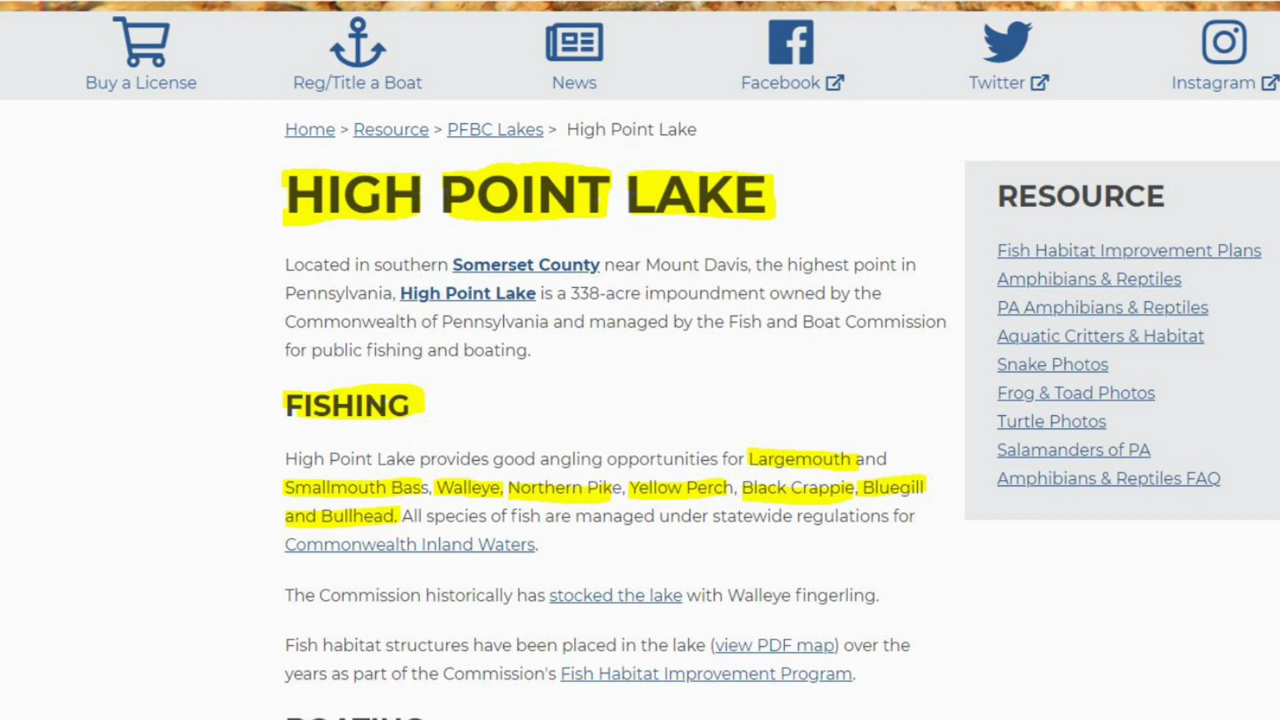 Buy a License
Reg/Title a Boat
News
Facebook
Twitter
Instagram
Home > Resource > PFBC Lakes > High Point Lake
HIGH POINT LAKE
Located in southern Somerset County near Mount Davis, the highest point in
Pennsylvania, High Point Lake is a 338-acre impoundment owned by the
Commonwealth of Pennsylvania and managed by the Fish and Boat Commission
for public fishing and boating.
FISHING
High Point Lake provides good angling opportunities for Largemouth and
Smallmouth Bass, Walleye, Northern Pike, Yellow Perch, Black Crappie, Bluegill
and Bullhead. All species of fish are managed under statewide regulations for
Commonwealth Inland Waters.
The Commission historically has stocked the lake with Walleye fingerling.
Fish habitat structures have been placed in the lake (view PDF map) over the
years as part of the Commission's Fish Habitat Improvement Program.
BOATING
RESOURCE
Fish Habitat Improvement Plans
Amphibians & Reptiles
PA Amphibians & Reptiles
Aquatic Critters & Habitat
Snake Photos
Frog & Toad Photos
Turtle Photos
Salamanders of PA
Amphibians & Reptiles FAQ